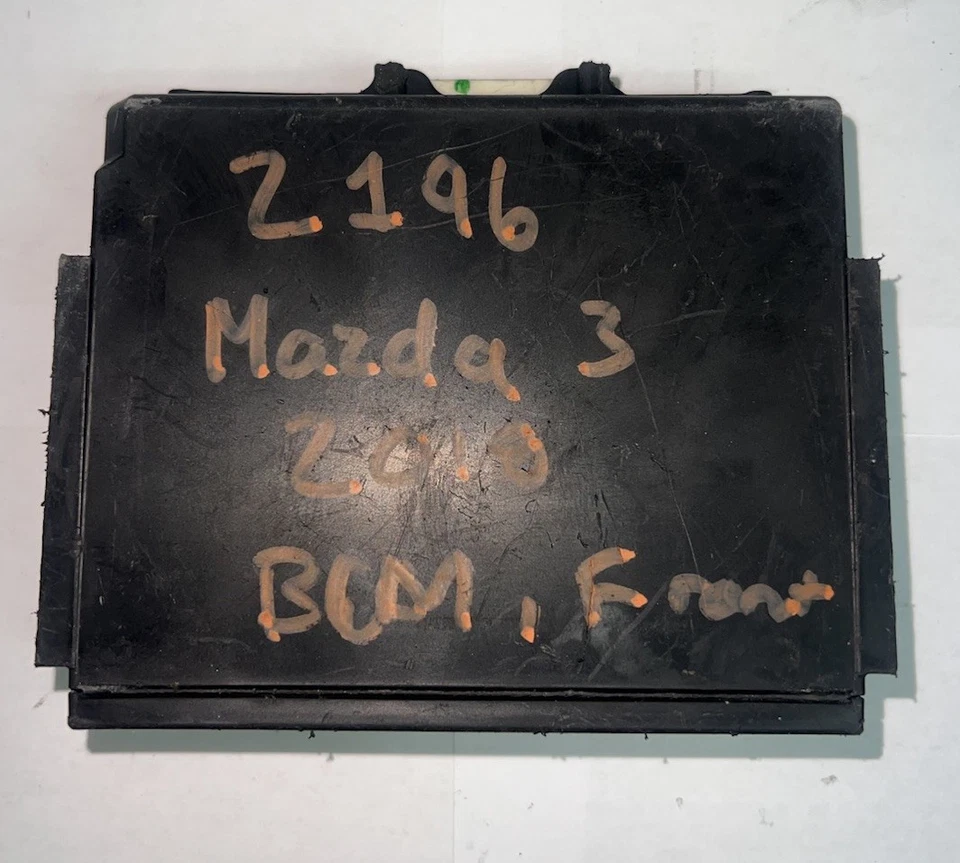 2196
Mazda 3
2010
BCM, Front